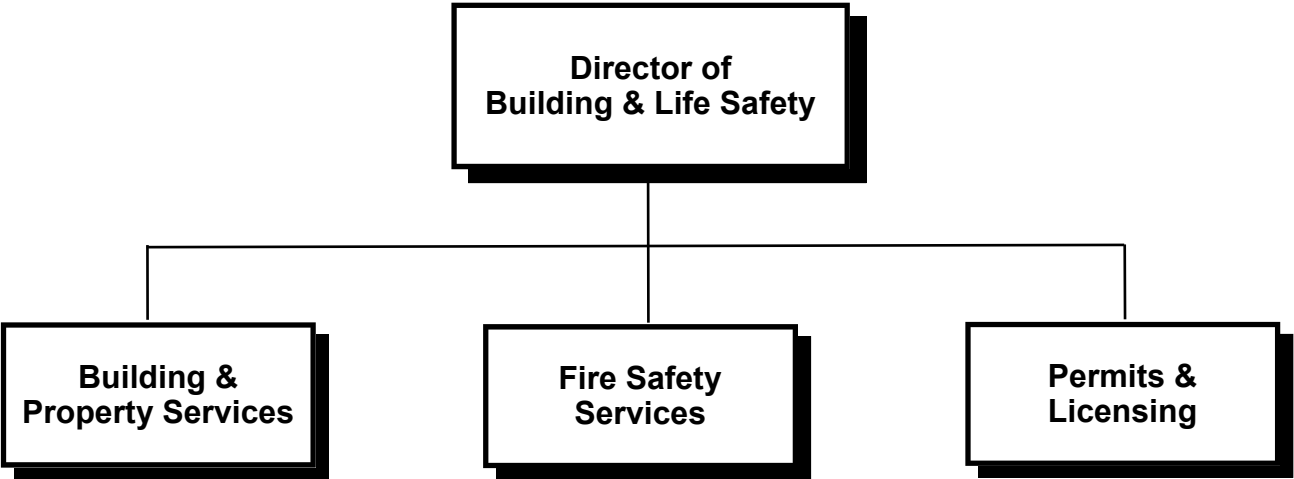 Director of
Building & Life Safety
Building &
Property Services
Fire Safety
Services
Permits &
Licensing